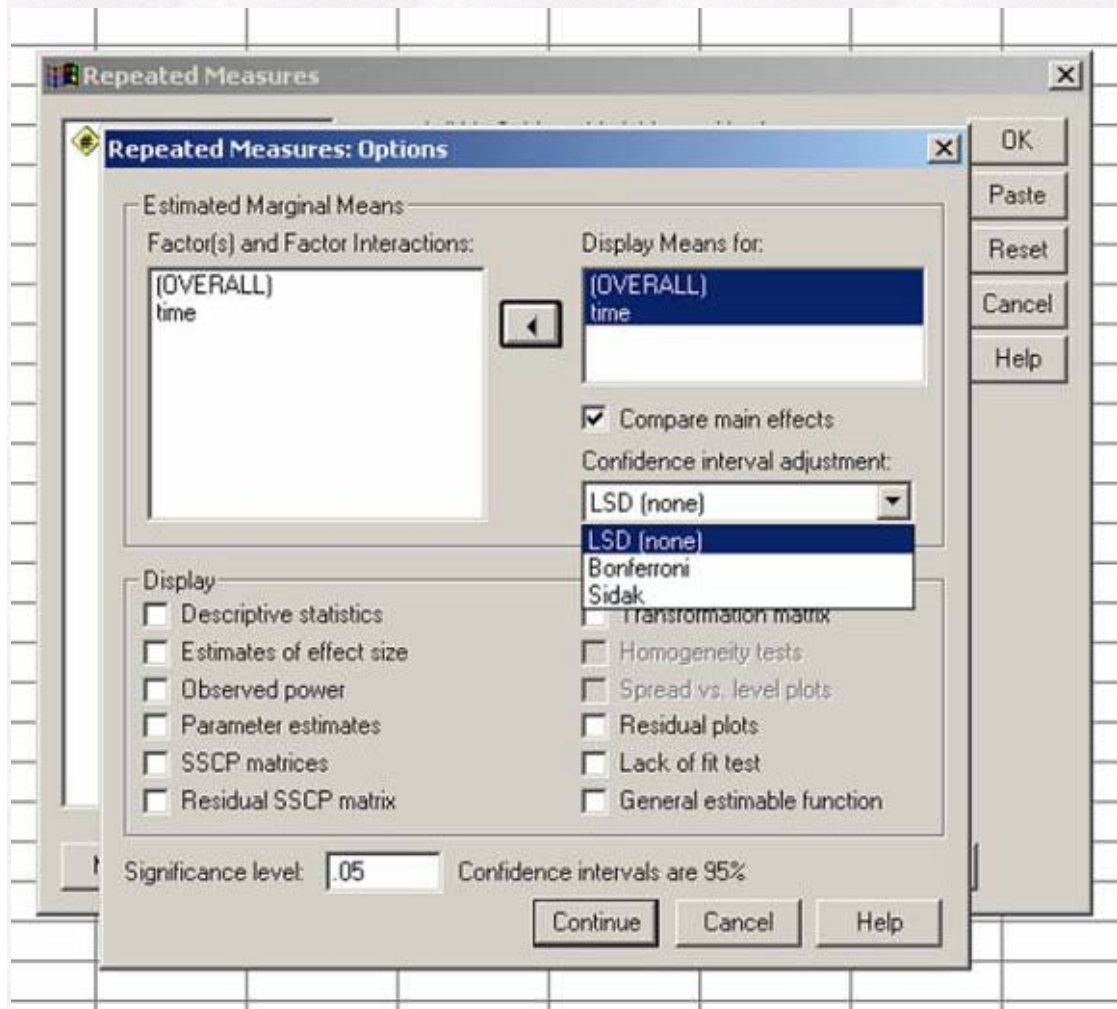 Repeated Measures
OK
Paste
Reset
Cancel
Help
Repeated Measures: Options
Estimated Marginal Means
Factor(s) and Factor Interactions:
(OVERALL)
time
Display Means for:
(OVERALL)
time
Compare main effects
Confidence interval adjustment:
LSD (none)
LSD (none)
Bonferroni
Sidak
Display
Descriptive statistics
Estimates of effect size
Observed power
Parameter estimates
SSCP matrices
Residual SSCP matrix
Transformation matrix
Homogeneity tests
Spread vs. level plots
Residual plots
Lack of fit test
General estimable function
Significance level: .05
Confidence intervals are 95%
Continue
Cancel
Help